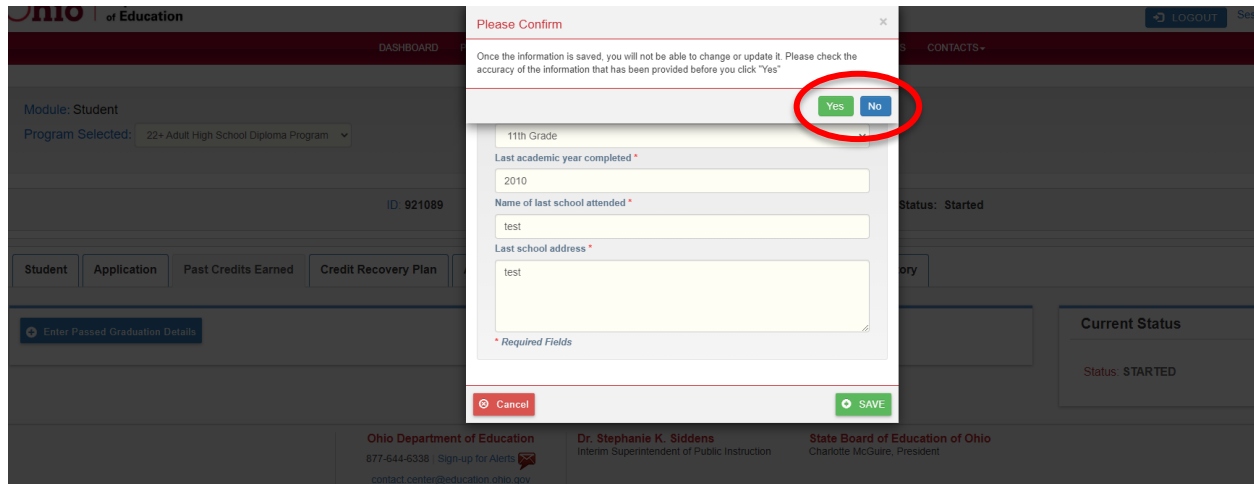 Ohio of Education
LOGOUT
DASHBOARD
CONTACTS
Please Confirm ×
Once the information is saved, you will not be able to change or update it. Please check the
accuracy of the information that has been provided before you click "Yes"
Yes No
Module: Student
Program Selected: 22+ Adult High School Diploma Program
11th Grade
Last academic year completed *
2010
ID: 921089
Name of last school attended *
Status: Started
test
Last school address *
test
Student Application Past Credits Earned Credit Recovery Plan
Enter Passed Graduation Details
* Required Fields
Current Status
Status: STARTED
Cancel SAVE
Ohio Department of Education
877-644-6338 | Sign-up for Alerts
contact.center@education.ohio.gov
Dr. Stephanie K. Siddens
Interim Superintendent of Public Instruction
State Board of Education of Ohio
Charlotte McGuire, President